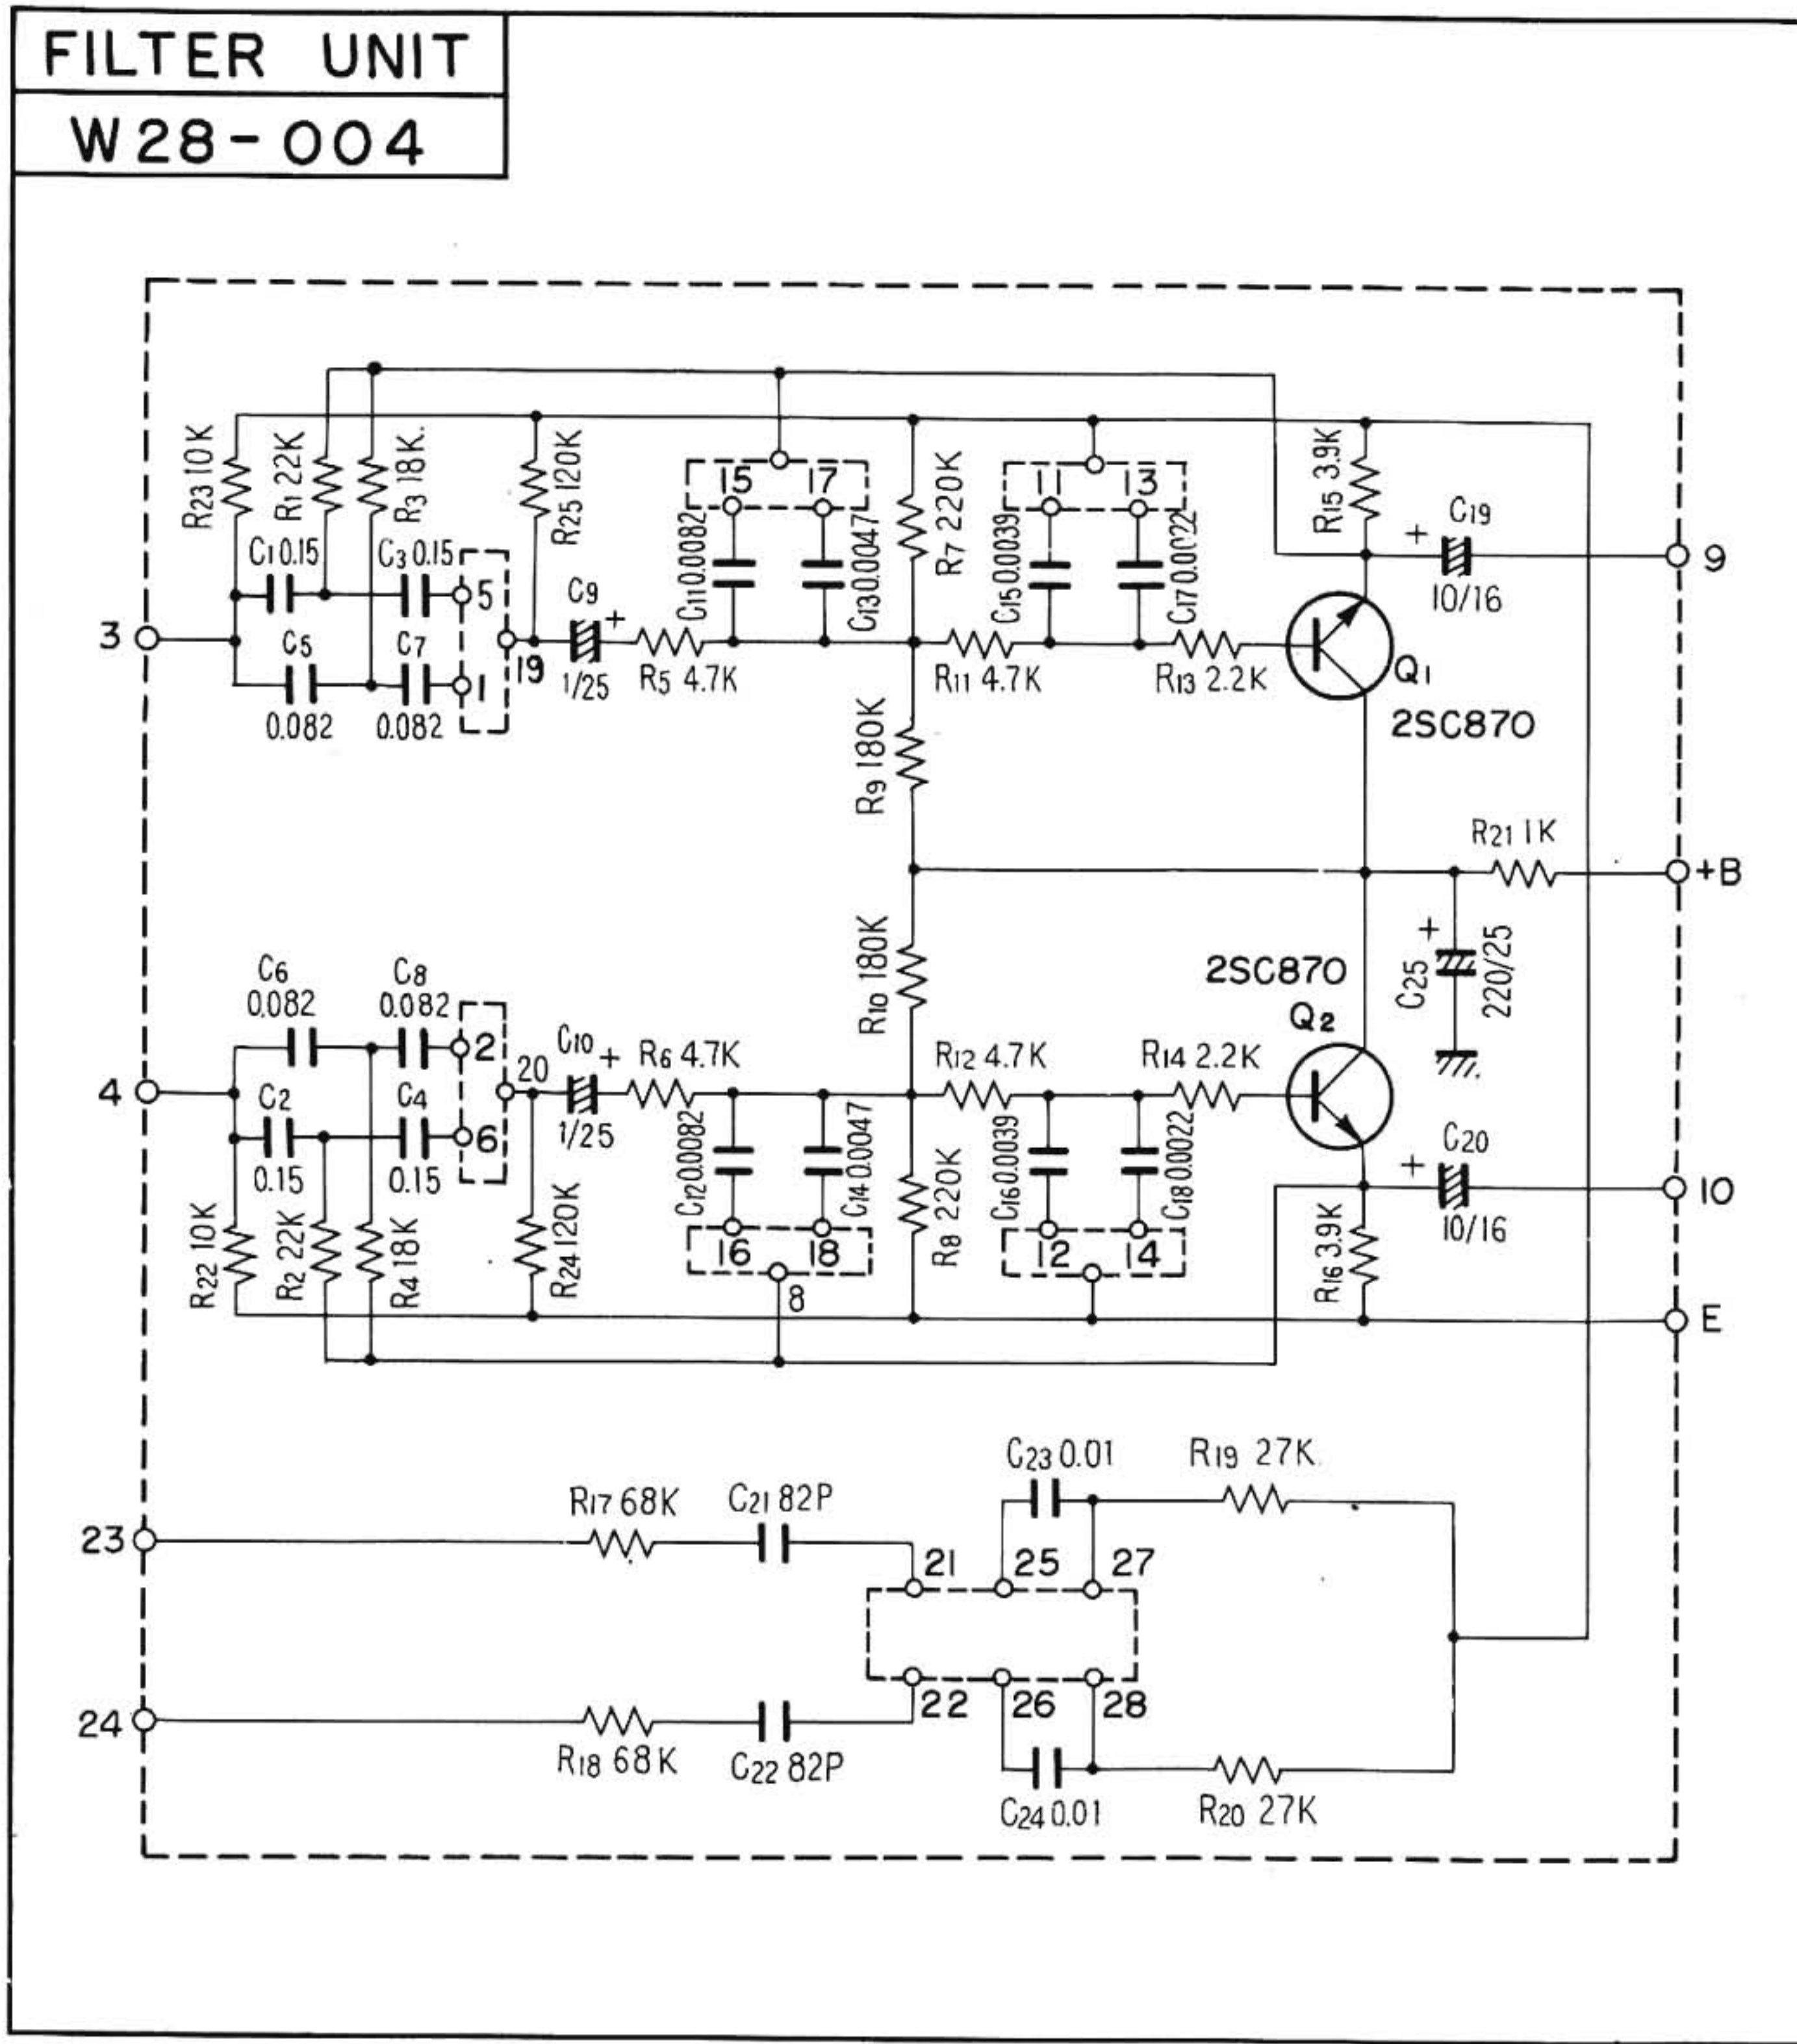 FILTER UNIT
W28-004
R23 10K
R1 22K
R3 18K.
R25 120K
15
17
R7 220K
11
13
R15 3.9K
C19
+
10/16
9
C1 0.15
C3 0.15
5
C9
+
1/25
C11 0.0082
C13 0.0047
C15 0.0039
C17 0.0022
3
C5
0.082
C7
0.082
1
19
R5 4.7K
R11 4.7K
R13 2.2K
Q1
2SC870
R9 180K
R21 1K
+B
R10 180K
+
C25
220/25
2SC870
Q2
C6
0.082
C8
0.082
2
20
C10
+
1/25
R6 4.7K
R12 4.7K
R14 2.2K
4
C2
0.15
C4
0.15
6
C12 0.0082
C14 0.0047
C16 0.0039
C18 0.0022
+
C20
10/16
10
R22 10K
R2 22K
R4 18K
R24 120K
16
18
8
R8 220K
12
14
R16 3.9K
E
C23 0.01
R19 27K
R17 68K
C21 82P
23
21
25
27
24
22
26
28
R18 68K
C22 82P
C24 0.01
R20 27K